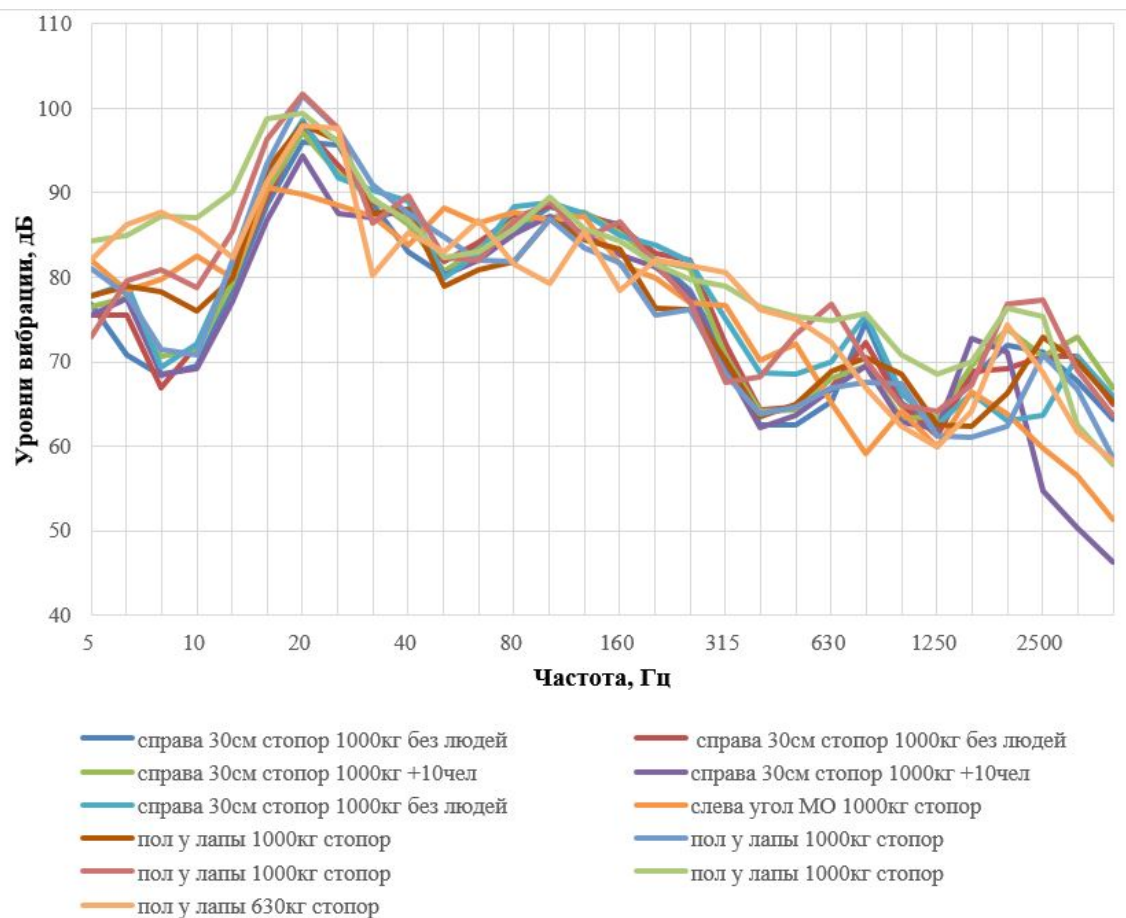 110
100
90
80
70
60
50
40
Уровни вибрации, дБ
5 10 20 40 80 160 315 630 1250 2500
Частота, Гц
справа 30см стопор 1000кг без людей
справа 30см стопор 1000кг без людей
справа 30см стопор 1000кг +10чел
справа 30см стопор 1000кг +10чел
справа 30см стопор 1000кг без людей
слева угол МО 1000кг стопор
пол у лапы 1000кг стопор
пол у лапы 1000кг стопор
пол у лапы 1000кг стопор
пол у лапы 1000кг стопор
пол у лапы 630кг стопор